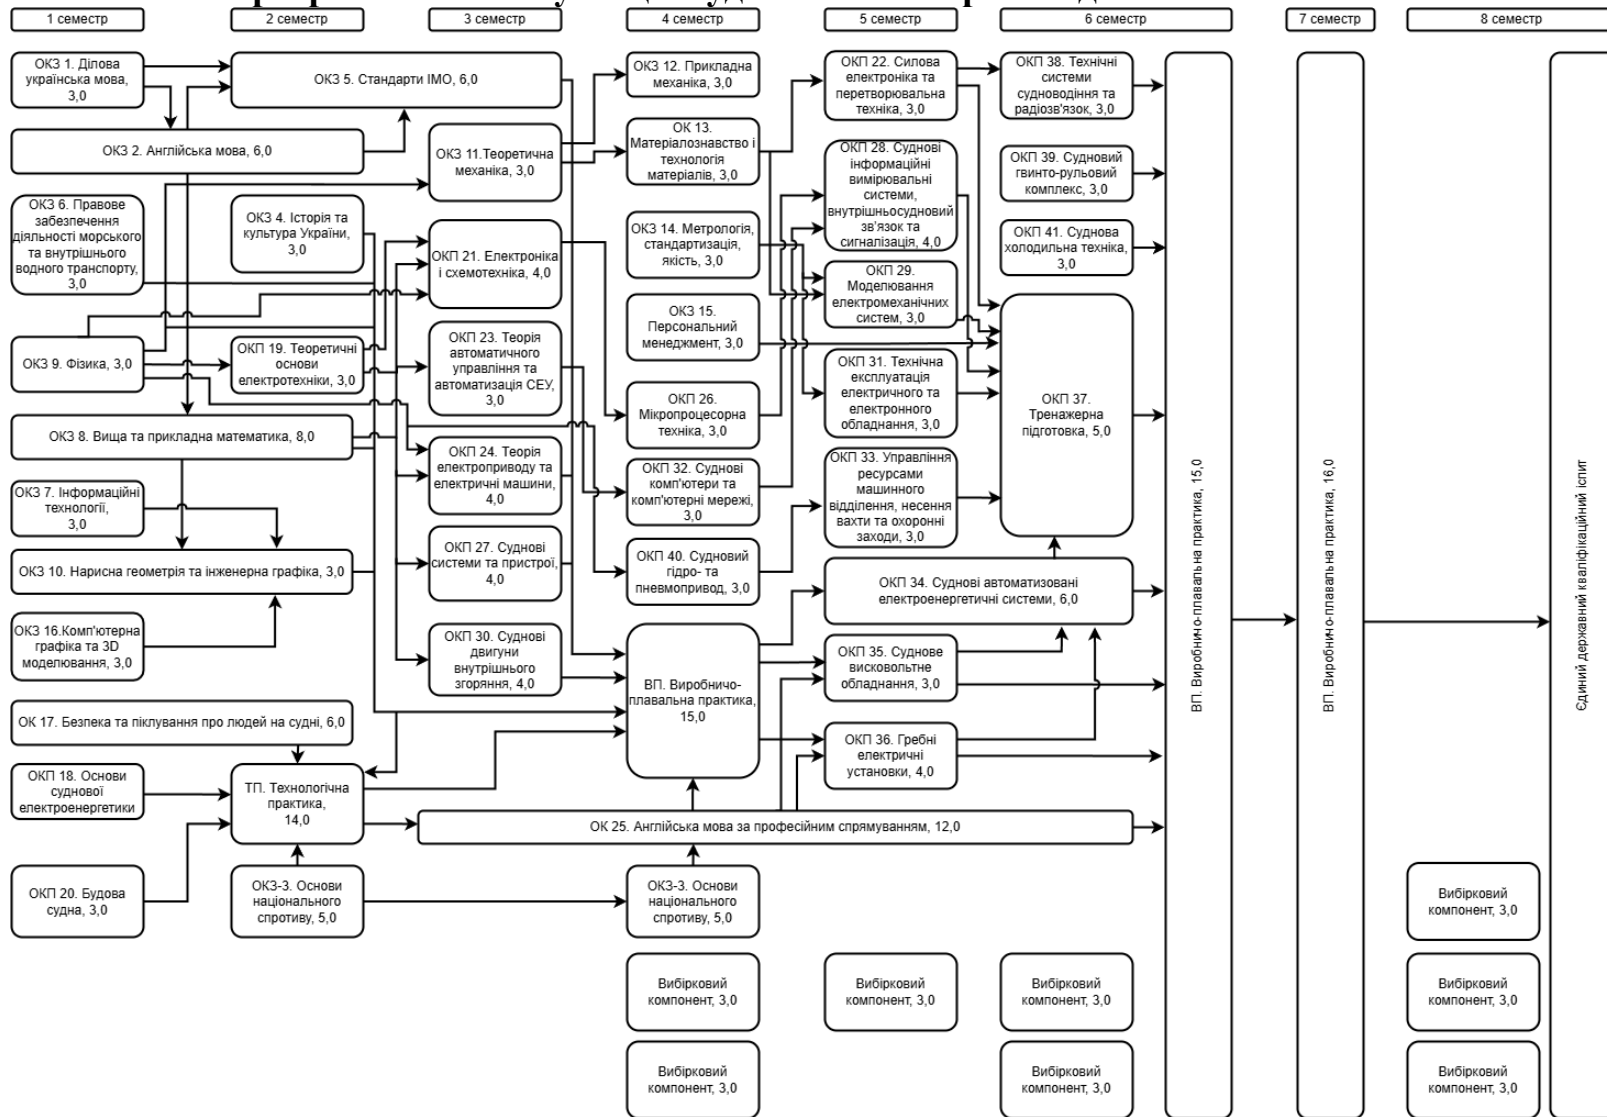 1 семестр
2 семестр
3 семестр
4 семестр
5 семестр
6 семестр
7 семестр
8 семестр
ОКЗ 1. Ділова
українська мова,
3,0
ОКЗ 2. Англійська мова, 6,0
ОКЗ 6. Правове
забезпечення
діяльності морського
та внутрішнього
водного транспорту,
3,0
ОКЗ 9. Фізика, 3,0
ОКЗ 8. Вища та прикладна математика, 8,0
ОКЗ 7. Інформаційні
технології,
3,0
ОКЗ 10. Нарисна геометрія та інженерна графіка, 3,0
ОКЗ 16.Комп'ютерна
графіка та 3D
моделювання, 3,0
ОК 17. Безпека та піклування про людей на судні, 6,0
ОКП 18. Основи
суднової
електроенергетики
ОКП 20. Будова
судна, 3,0
ОКЗ 5. Стандарти ІМО, 6,0
ОКЗ 4. Історія та
культура України,
3,0
ОКП 19. Теоретичні
основи
електротехніки, 3,0
ТП. Технологічна
практика,
14,0
ОКЗ-3. Основи
національного
спротиву, 5,0
ОКЗ 11.Теоретична
механіка, 3,0
ОКП 21. Електроніка
і схемотехніка, 4,0
ОКП 23. Теорія
автоматичного
управління та
автоматизація СЕУ,
3,0
ОКП 24. Теорія
електроприводу та
електричні машини,
4,0
ОКП 27. Суднові
системи та пристрої,
4,0
ОКП 30. Суднові
двигуни
внутрішнього
згоряння, 4,0
ОКЗ 12. Прикладна
механіка, 3,0
ОК 13.
Матеріалознавство і
технологія
матеріалів, 3,0
ОКЗ 14. Метрологія,
стандартизація,
якість, 3,0
ОКЗ 15.
Персональний
менеджмент, 3,0
ОКП 26.
Мікропроцесорна
техніка, 3,0
ОКП 32. Суднові
комп'ютери та
комп'ютерні мережі,
3,0
ОКП 40. Судновий
гідро- та
пневмопривод, 3,0
ВП. Виробничо-
плавальна практика,
15,0
ОК 25. Англійська мова за професійним спрямуванням, 12,0
ОКЗ-3. Основи
національного
спротиву, 5,0
Вибірковий
компонент, 3,0
Вибірковий
компонент, 3,0
ОКП 22. Силова
електроніка та
перетворювальна
техніка, 3,0
ОКП 28. Суднові
інформаційні
вимірювальні
системи,
внутрішньосудновий
зв'язок та
сигналізація, 4,0
ОКП 29.
Моделювання
електромеханічних
систем, 3,0
ОКП 31. Технічна
експлуатація
електричного та
електронного
обладнання, 3,0
ОКП 33. Управління
ресурсами
машинного
відділення, несення
вахти та охоронні
заходи, 3,0
ОКП 34. Суднові автоматизовані
електроенергетичні системи, 6,0
ОКП 35. Суднове
висковольтне
обладнання, 3,0
ОКП 36. Гребні
електричні
установки, 4,0
Вибірковий
компонент, 3,0
ОКП 38. Технічні
системи
судноводіння та
радіозв'язок, 3,0
ОКП 39. Судновий
гвинто-рульовий
комплекс, 3,0
ОКП 41. Суднова
холодильна техніка,
3,0
ОКП 37.
Тренажерна
підготовка, 5,0
Вибірковий
компонент, 3,0
Вибірковий
компонент, 3,0
ВП. Виробничо-плавальна практика, 15,0
ВП. Виробничо-плавальна практика, 16,0
Вибірковий
компонент, 3,0
Вибірковий
компонент, 3,0
Вибірковий
компонент, 3,0
Єдиний державний кваліфікаційний іспит